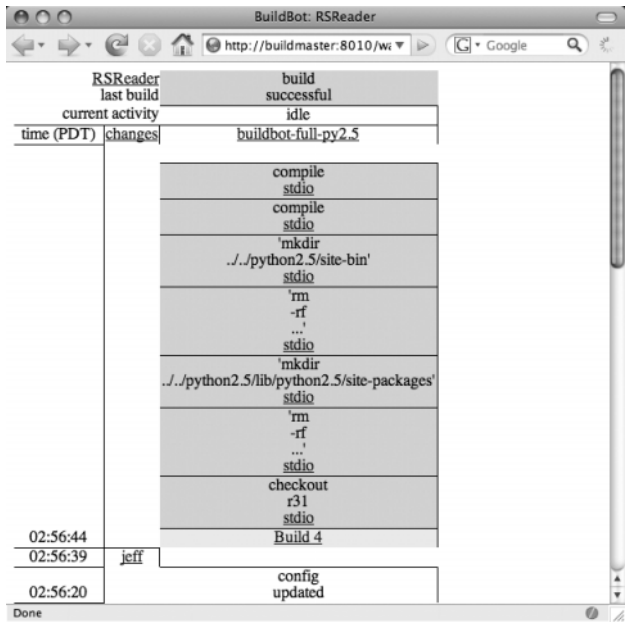 BuildBot: RSReader
http://buildmaster:8010/wa
G Google
RSReader build
last build successful
current activity idle
time (PDT) changes buildbot-full-py2.5
compile
stdio
compile
stdio
'mkdir
../../python2.5/site-bin'
stdio
'rm
-rf
...'
stdio
'mkdir
../../python2.5/lib/python2.5/site-packages'
stdio
'rm
-rf
...'
stdio
checkout
r31
stdio
02:56:44 Build 4
02:56:39 jeff
config
02:56:20 updated
Done